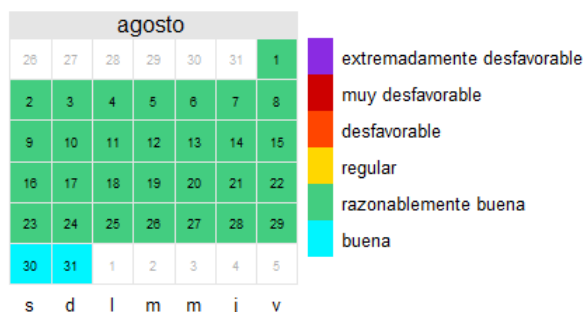 agosto
26 27 28 29 30 31 1
2 3 4 5 6 7 8
9 10 11 12 13 14 15
16 17 18 19 20 21 22
23 24 25 26 27 28 29
30 31 1 2 3 4 5
s d l m m j v
extremadamente desfavorable
muy desfavorable
desfavorable
regular
razonablemente buena
buena